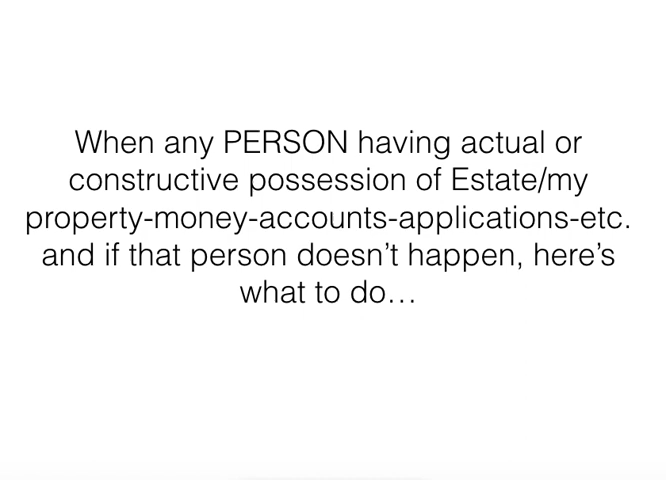 When any PERSON having actual or
constructive possession of Estate/my
property-money-accounts-applications-etc.
and if that person doesn’t happen, here’s
what to do…